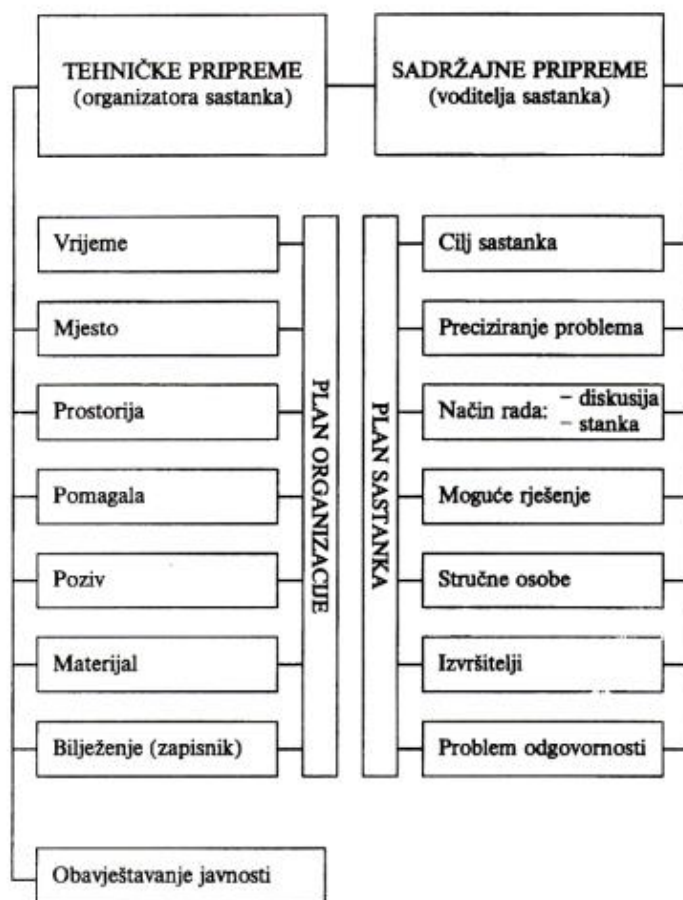 TEHNIČKE PRIPREME
(organizatora sastanka)
SADRŽAJNE PRIPREME
(voditelja sastanka)
Vrijeme
Mjesto
Prostorija
Pomagala
Poziv
Materijal
Bilježenje (zapisnik)
Obavještavanje javnosti
PLAN ORGANIZACIJE
PLAN SASTANKA
Cilj sastanka
Preciziranje problema
Način rada: – diskusija
– stanka
Moguće rješenje
Stručne osobe
Izvršitelji
Problem odgovornosti